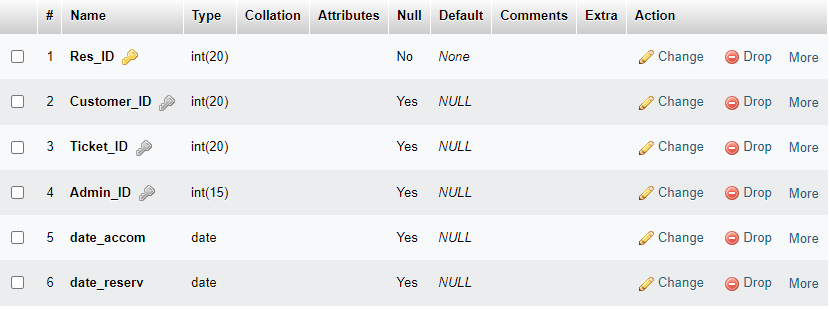 # Name Type Collation Attributes Null Default Comments Extra Action
1 Res_ID int(20) No None Change Drop More
2 Customer_ID int(20) Yes NULL Change Drop More
3 Ticket_ID int(20) Yes NULL Change Drop More
4 Admin_ID int(15) Yes NULL Change Drop More
5 date_accom date Yes NULL Change Drop More
6 date_reserv date Yes NULL Change Drop More